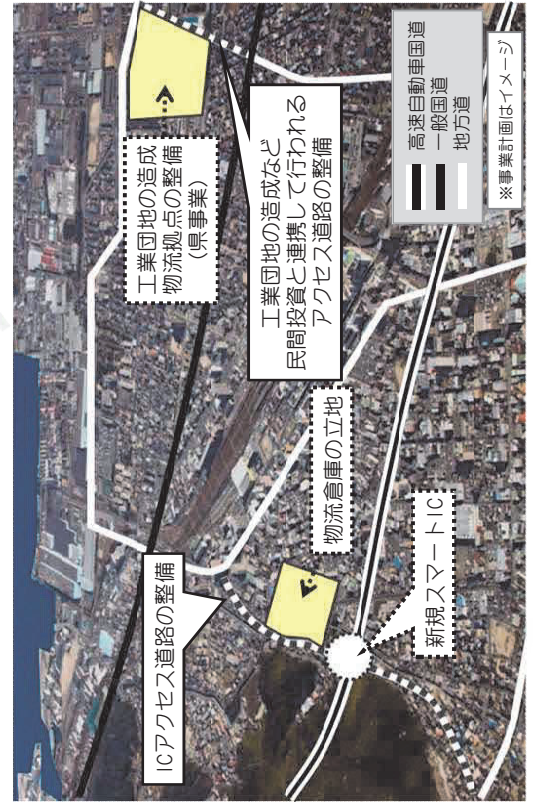 工業団地の造成
物流拠点の整備
(県事業)
工業団地の造成など
民間投資と連携して行われる
アクセス道路の整備
ICアクセス道路の整備
物流倉庫の立地
新規スマートIC
高速自動車国道
一般国道
地方道
※事業計画はイメージ